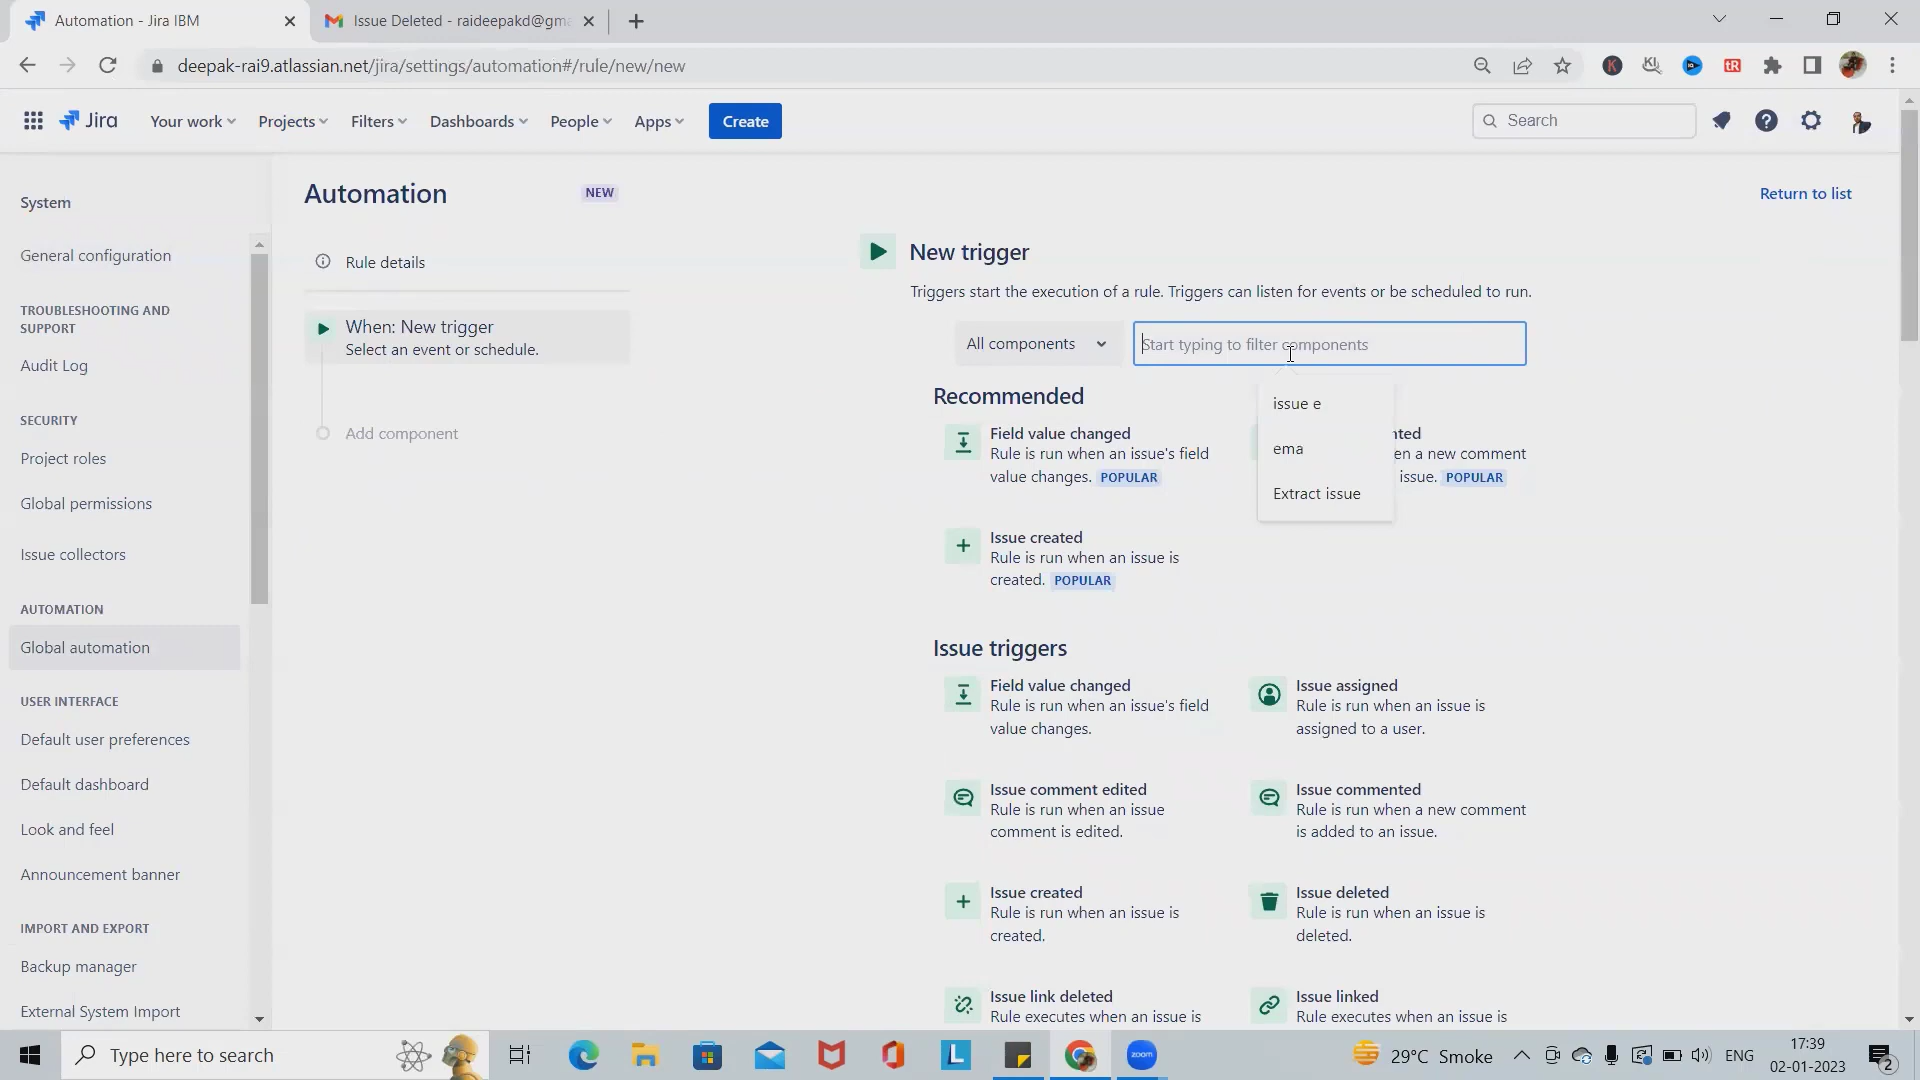 Automation - Jira IBM
Issue Deleted - raideepakd@gm
deepak-rai9.atlassian.net/jira/settings/automation#/rule/new/new
Jira
Your work
Projects
Filters
Dashboards
People
Apps
Create
Search
System
General configuration
TROUBLESHOOTING AND
SUPPORT
Audit Log
SECURITY
Project roles
Global permissions
Issue collectors
AUTOMATION
Global automation
USER INTERFACE
Default user preferences
Default dashboard
Look and feel
Announcement banner
IMPORT AND EXPORT
Backup manager
External System Import
Automation
NEW
Return to list
Rule details
When: New trigger
Select an event or schedule.
Add component
New trigger
Triggers start the execution of a rule. Triggers can listen for events or be scheduled to run.
All components
Start typing to filter components
issue e
ema
Extract issue
Recommended
Field value changed
Rule is run when an issue's field
value changes. POPULAR
nted
en a new comment
issue. POPULAR
Issue created
Rule is run when an issue is
created. POPULAR
Issue triggers
Field value changed
Rule is run when an issue's field
value changes.
Issue assigned
Rule is run when an issue is
assigned to a user.
Issue comment edited
Rule is run when an issue
comment is edited.
Issue commented
Rule is run when a new comment
is added to an issue.
Issue created
Rule is run when an issue is
created.
Issue deleted
Rule is run when an issue is
deleted.
Issue link deleted
Rule executes when an issue is
Issue linked
Rule executes when an issue is
Type here to search
zoom
29°C Smoke
ENG
17:39
02-01-2023
2